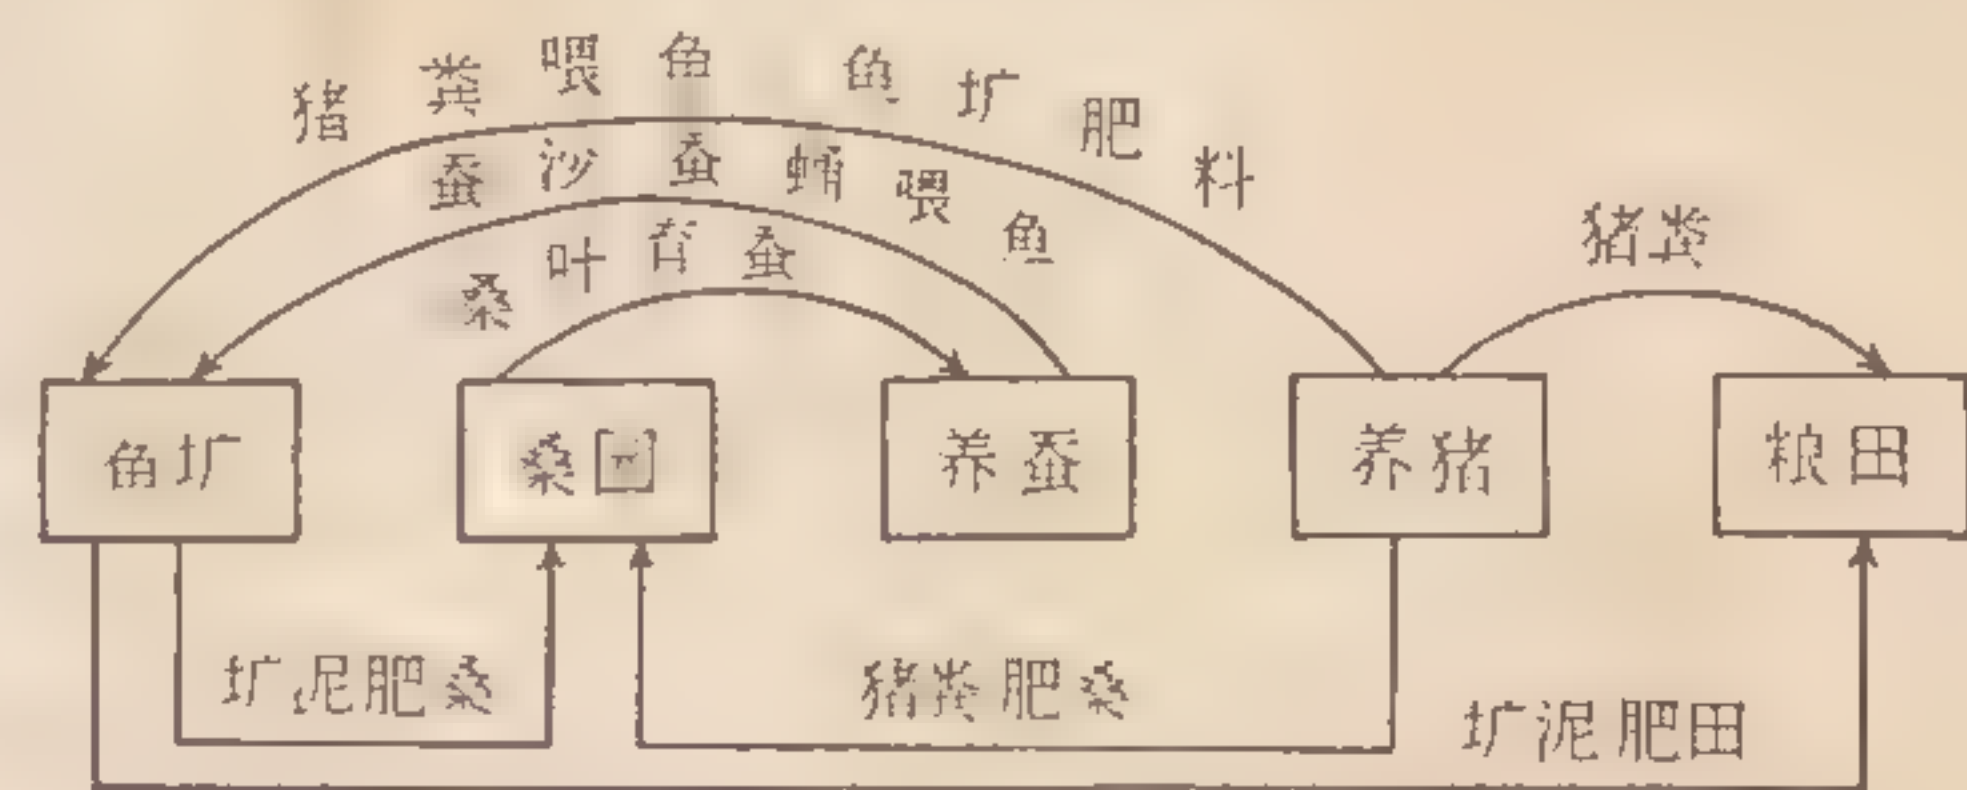 猪粪喂鱼 鱼圹肥料
蚕沙蚕蛹喂鱼
桑叶育蚕
猪粪
鱼圹
桑园
养蚕
养猪
粮田
圹泥肥桑
猪粪肥桑
圹泥肥田